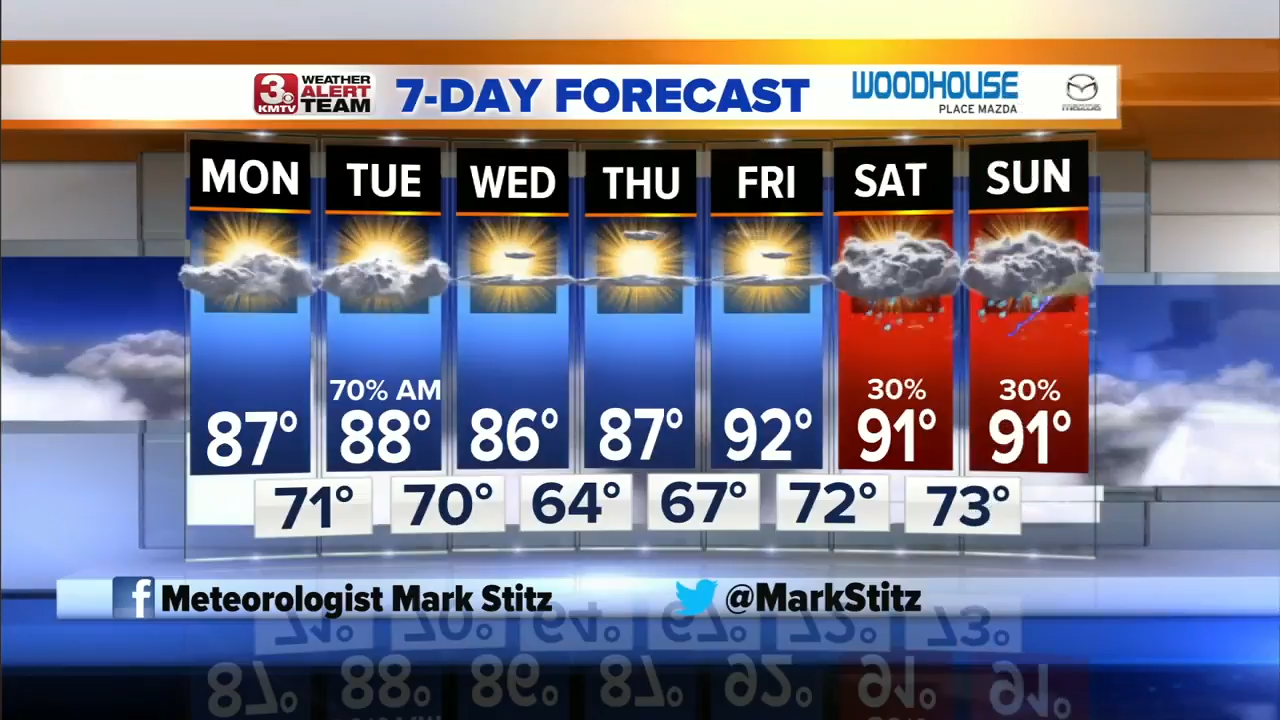 3
KMTV
WEATHER
ALERT
TEAM
7-DAY FORECAST
WOODHOUSE
PLACE MAZDA
mazda
MON TUE WED THU FRI SAT SUN
70% AM 30% 30%
87° 88° 86° 87° 92° 91° 91°
71° 70° 64° 67° 72° 73°
f Meteorologist Mark Stitz @MarkStitz